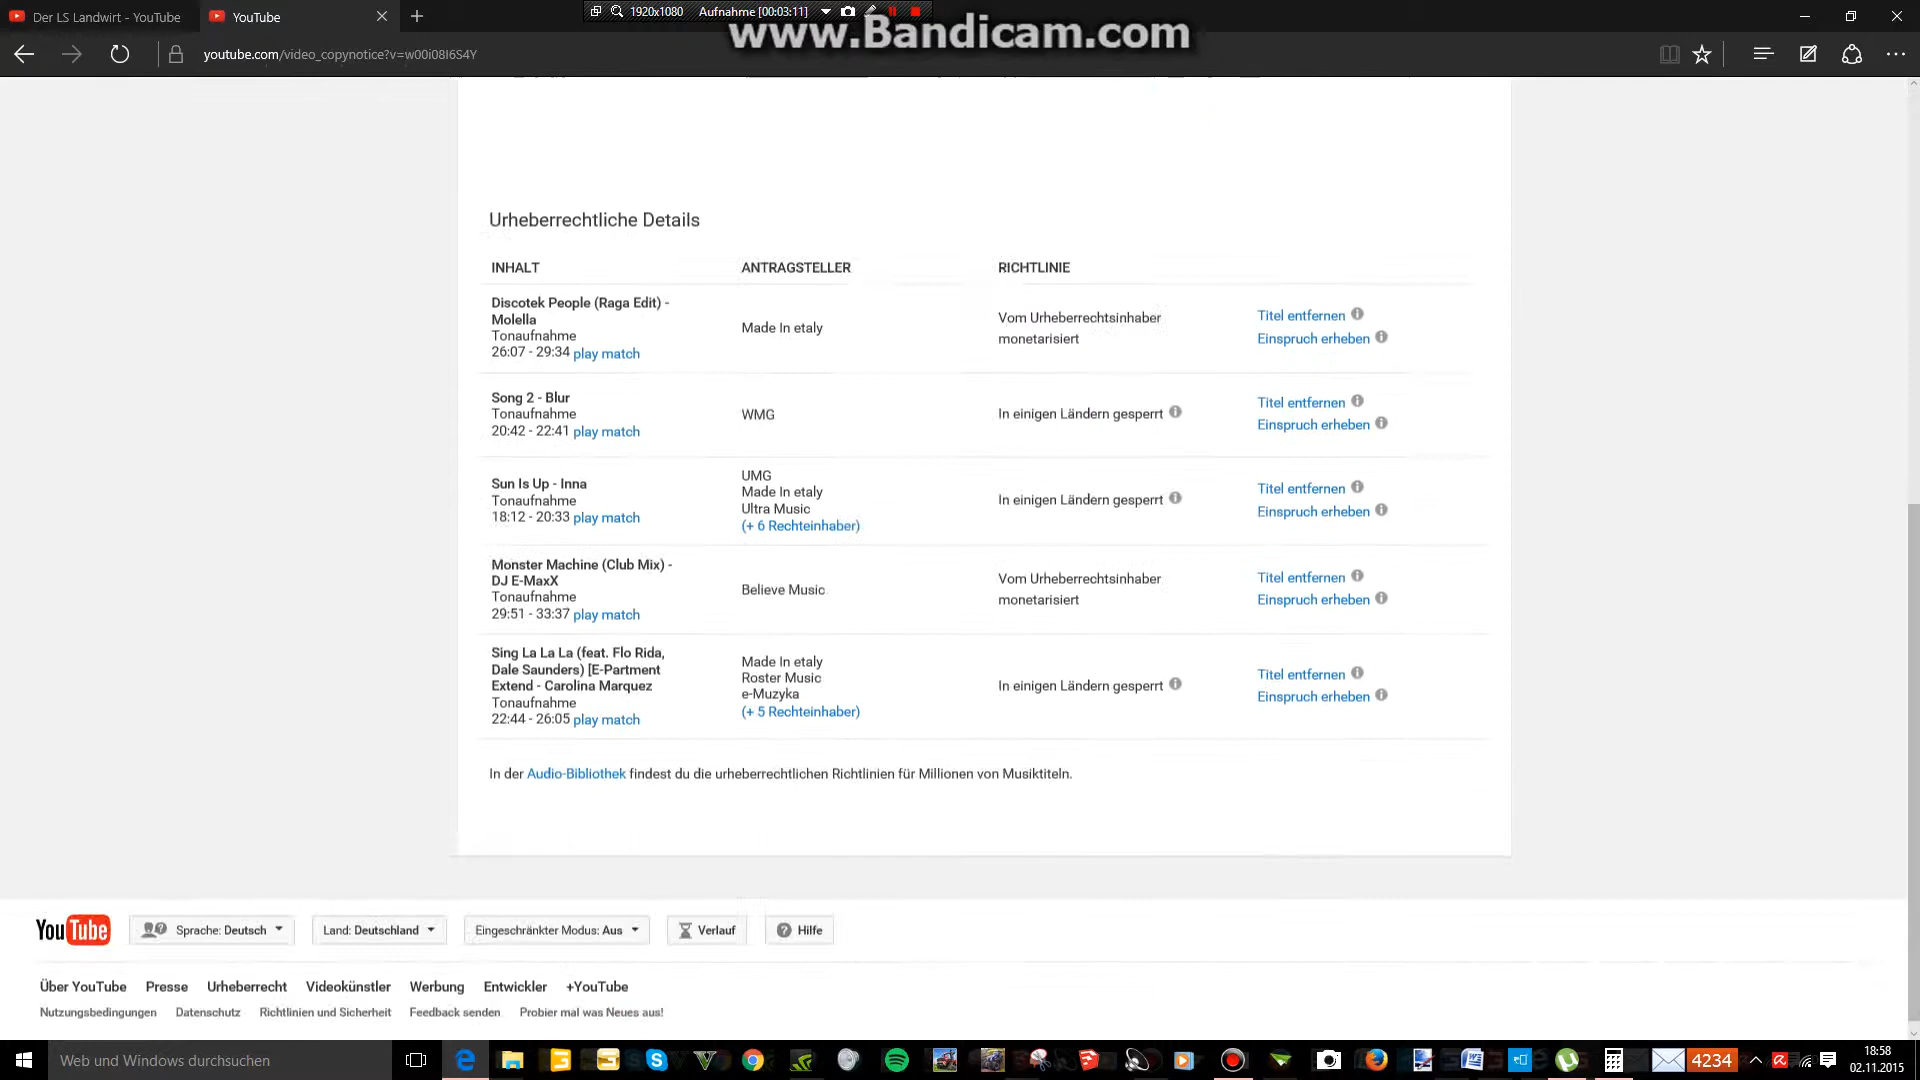 Der LS Landwirt - YouTube
YouTube
1920x1080
Aufnahme [00:03:11]
www.Bandicam.com
youtube.com/video_copynotice?v=w00i08I6S4Y
Urheberrechtliche Details
INHALT
ANTRAGSTELLER
RICHTLINIE
Discotek People (Raga Edit) -
Molella
Tonaufnahme
26:07 - 29:34 play match
Made In etaly
Vom Urheberrechtsinhaber
monetarisiert
Titel entfernen
Einspruch erheben
Song 2 - Blur
Tonaufnahme
20:42 - 22:41 play match
WMG
In einigen Ländern gesperrt
Titel entfernen
Einspruch erheben
Sun Is Up - Inna
Tonaufnahme
18:12 - 20:33 play match
UMG
Made In etaly
Ultra Music
(+ 6 Rechteinhaber)
In einigen Ländern gesperrt
Titel entfernen
Einspruch erheben
Monster Machine (Club Mix) -
DJ E-MaxX
Tonaufnahme
29:51 - 33:37 play match
Believe Music
Vom Urheberrechtsinhaber
monetarisiert
Titel entfernen
Einspruch erheben
Sing La La La (feat. Flo Rida,
Dale Saunders) [E-Partment
Extend - Carolina Marquez
Tonaufnahme
22:44 - 26:05 play match
Made In etaly
Roster Music
e-Muzyka
(+ 5 Rechteinhaber)
In einigen Ländern gesperrt
Titel entfernen
Einspruch erheben
In der Audio-Bibliothek findest du die urheberrechtlichen Richtlinien für Millionen von Musiktiteln.
YouTube
Sprache: Deutsch
Land: Deutschland
Eingeschränkter Modus: Aus
Verlauf
Hilfe
Über YouTube Presse Urheberrecht Videokünstler Werbung Entwickler +YouTube
Nutzungsbedingungen Datenschutz Richtlinien und Sicherheit Feedback senden Probier mal was Neues aus!
Web und Windows durchsuchen
4234
18:58
02.11.2015